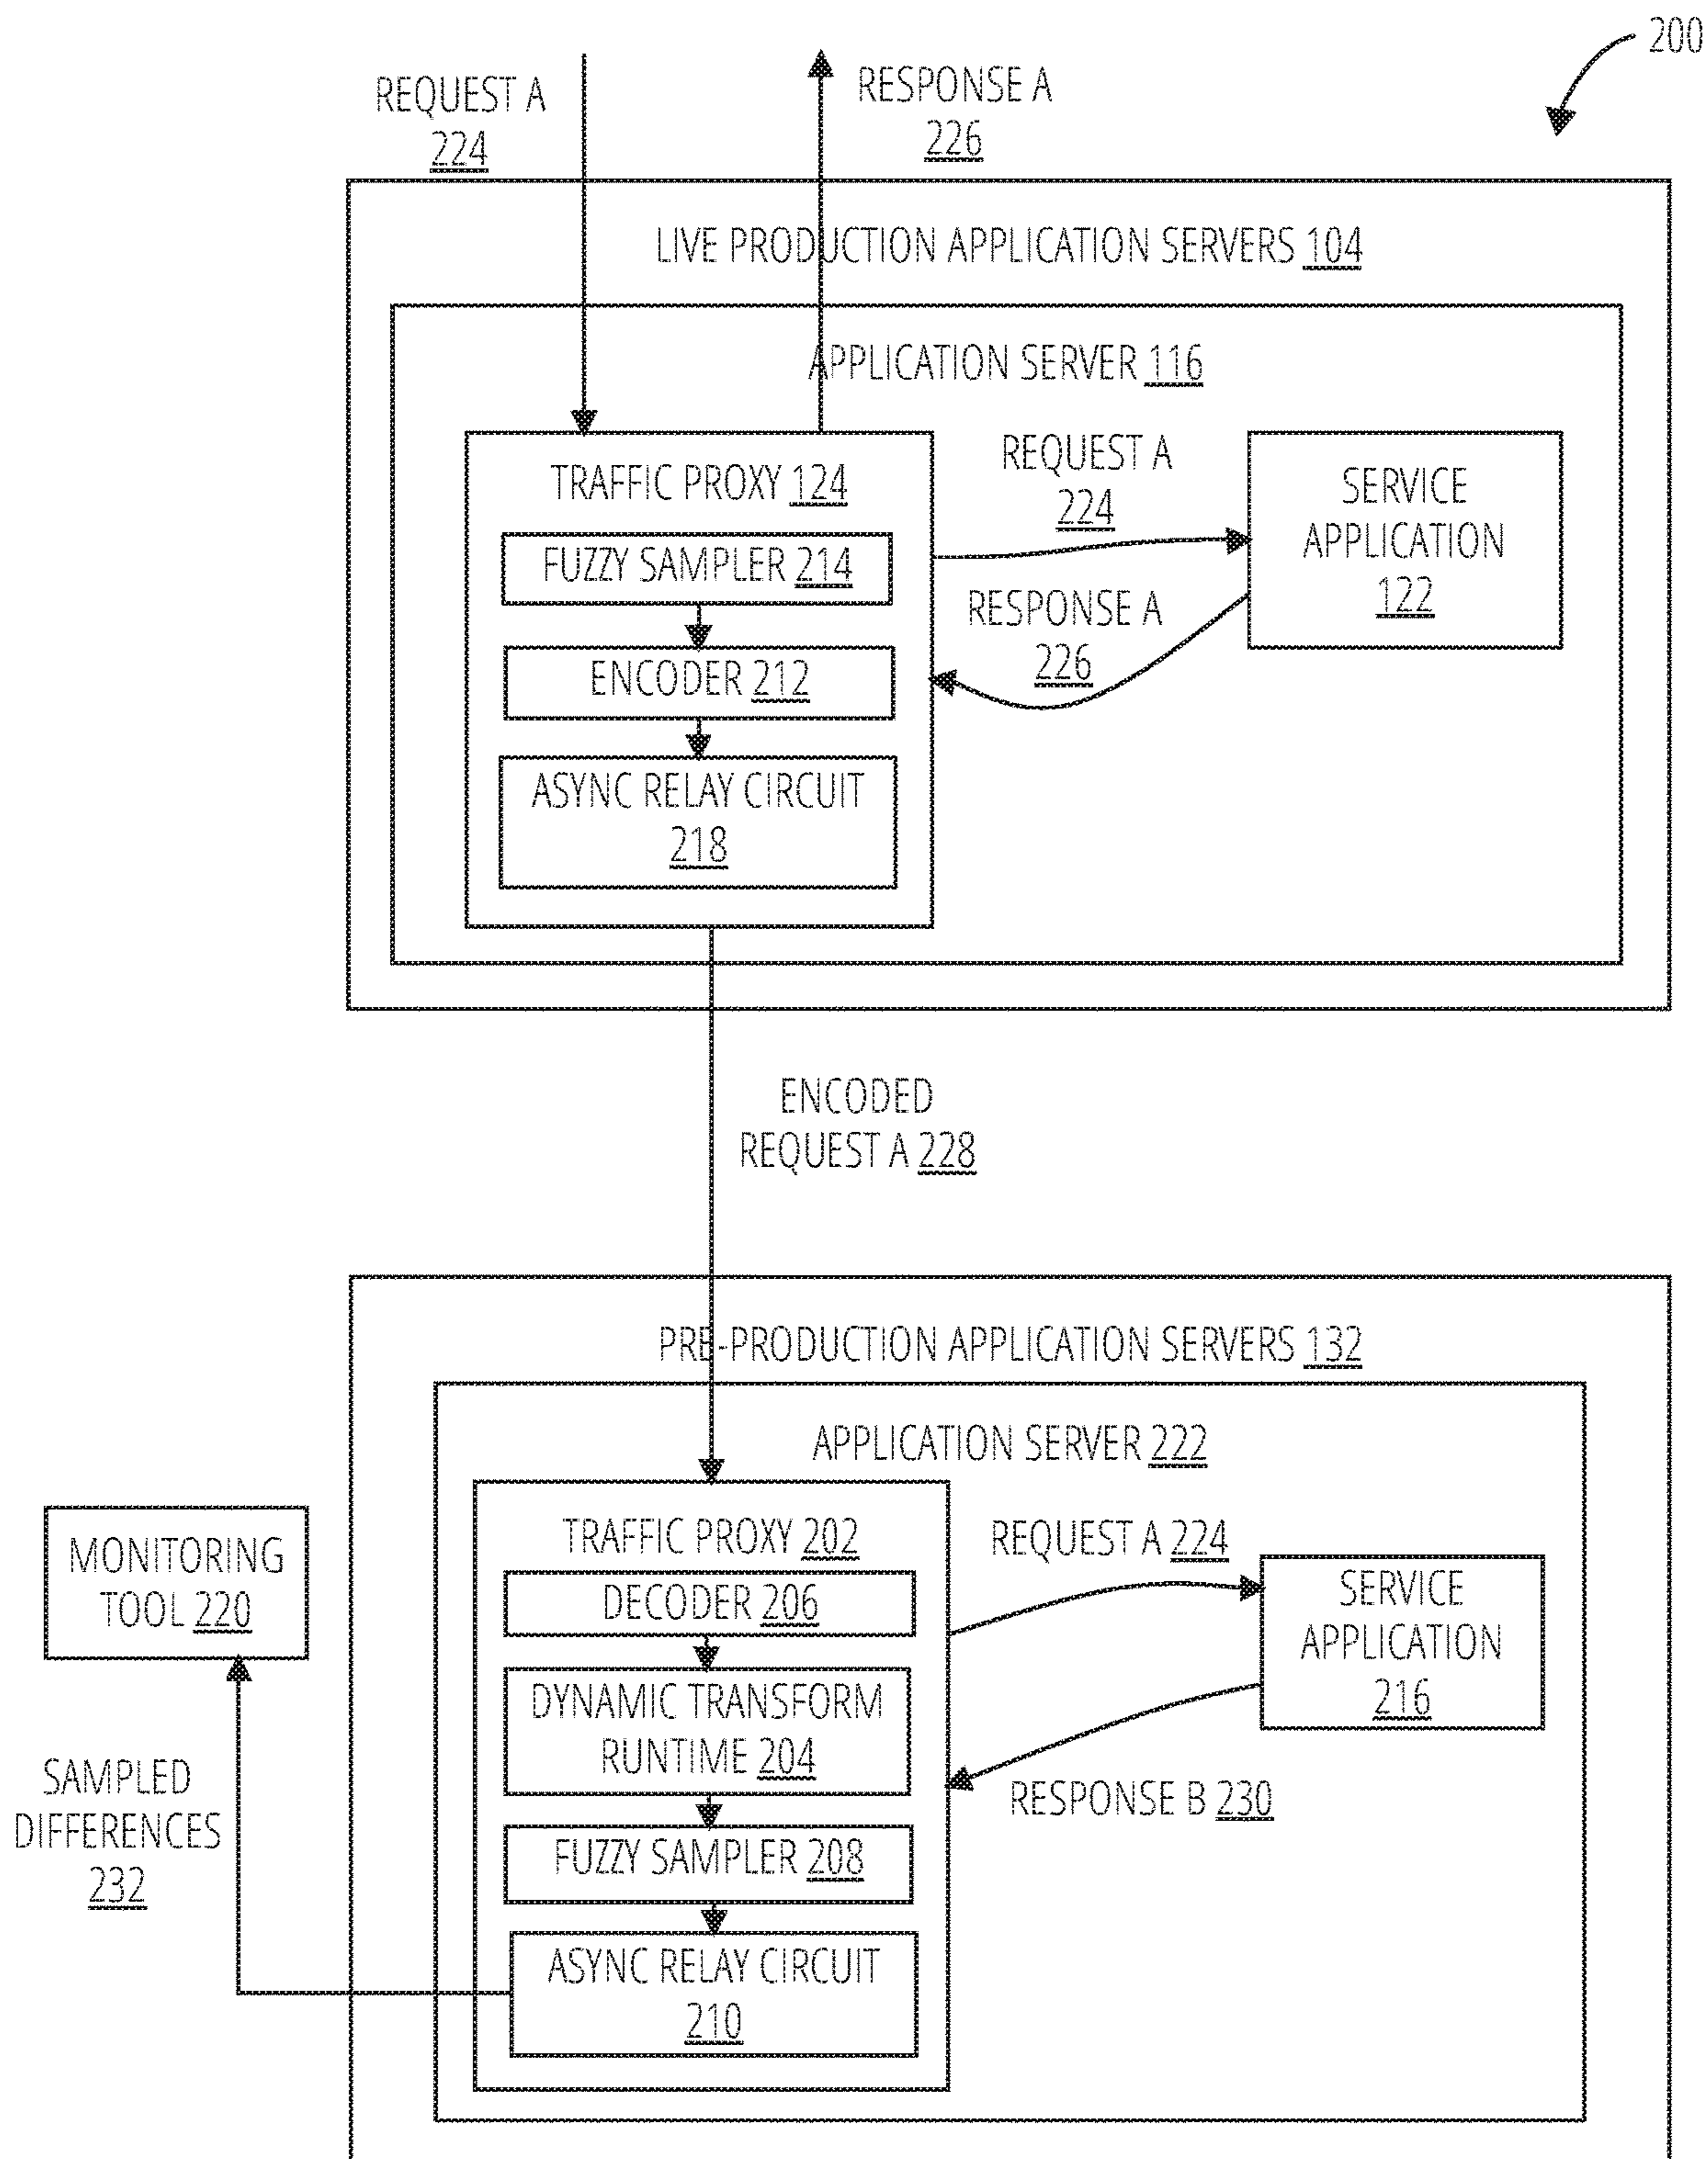 200
REQUEST A
224
RESPONSE A
226
LIVE PRODUCTION APPLICATION SERVERS 104
APPLICATION SERVER 116
TRAFFIC PROXY 124
FUZZY SAMPLER 214
ENCODER 212
ASYNC RELAY CIRCUIT
218
REQUEST A
224
RESPONSE A
226
SERVICE
APPLICATION
122
ENCODED
REQUEST A 228
PRE-PRODUCTION APPLICATION SERVERS 132
APPLICATION SERVER 222
TRAFFIC PROXY 202
DECODER 206
DYNAMIC TRANSFORM
RUNTIME 204
FUZZY SAMPLER 208
ASYNC RELAY CIRCUIT
210
REQUEST A 224
SERVICE
APPLICATION
216
RESPONSE B 230
MONITORING
TOOL 220
SAMPLED
DIFFERENCES
232